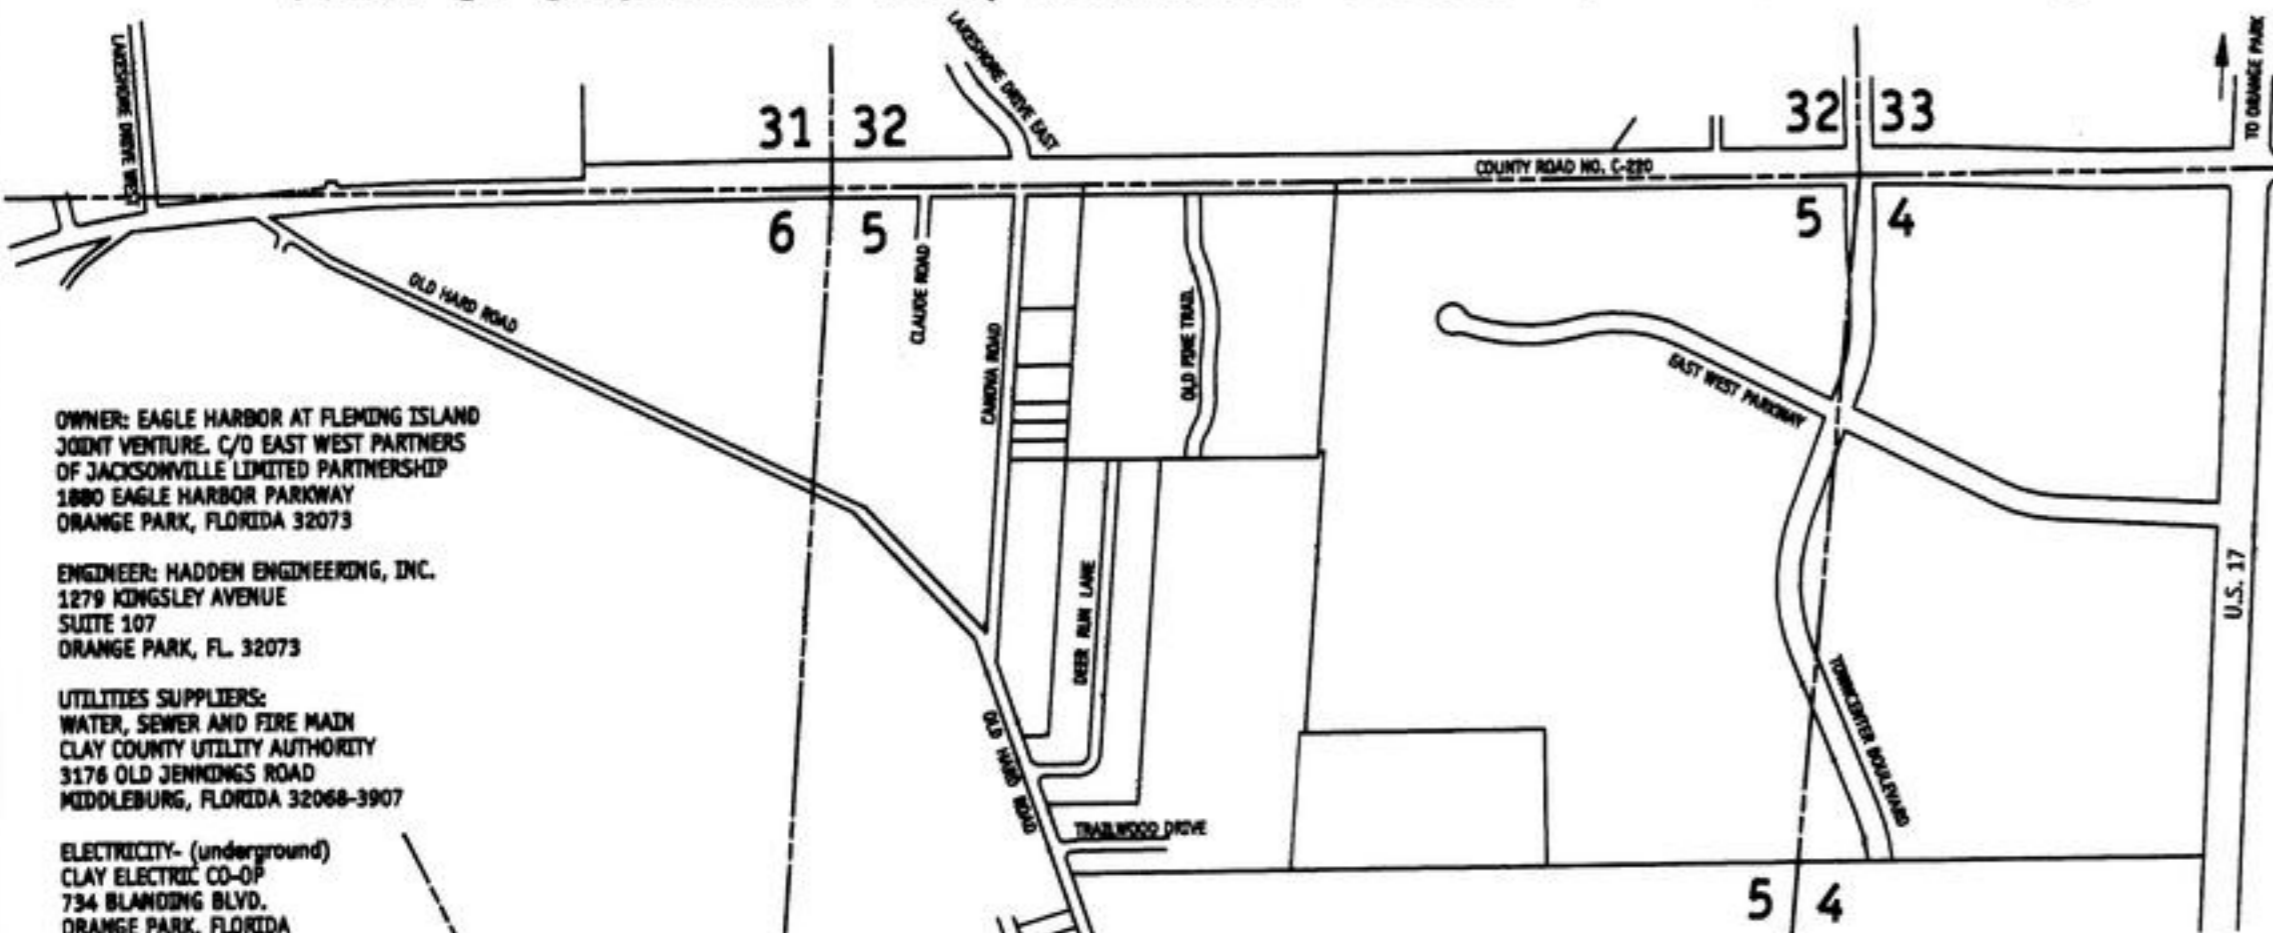 LAKESHORE DRIVE WEST
LAKESHORE DRIVE EAST
TO ORANGE PARK
31 32
32 33
COUNTY ROAD NO. C-220
6 5
5 4
CLAUDE ROAD
OLD HARD ROAD
CANOVA ROAD
OLD PINE TRAIL
EAST WEST PARKWAY
OWNER: EAGLE HARBOR AT FLEMING ISLAND
JOINT VENTURE. C/O EAST WEST PARTNERS
OF JACKSONVILLE LIMITED PARTNERSHIP
1880 EAGLE HARBOR PARKWAY
ORANGE PARK, FLORIDA 32073
ENGINEER: HADDEN ENGINEERING, INC.
1279 KINGSLEY AVENUE
SUITE 107
ORANGE PARK, FL. 32073
DEER RUN LANE
U.S. 17
UTILITIES SUPPLIERS:
WATER, SEWER AND FIRE MAIN
CLAY COUNTY UTILITY AUTHORITY
3176 OLD JENNINGS ROAD
MIDDLEBURG, FLORIDA 32068-3907
OLD HARD ROAD
TOWNCENTER BOULEVARD
TRAILWOOD DRIVE
ELECTRICITY- (underground)
CLAY ELECTRIC CO-OP
734 BLANDING BLVD.
ORANGE PARK, FLORIDA
5 4